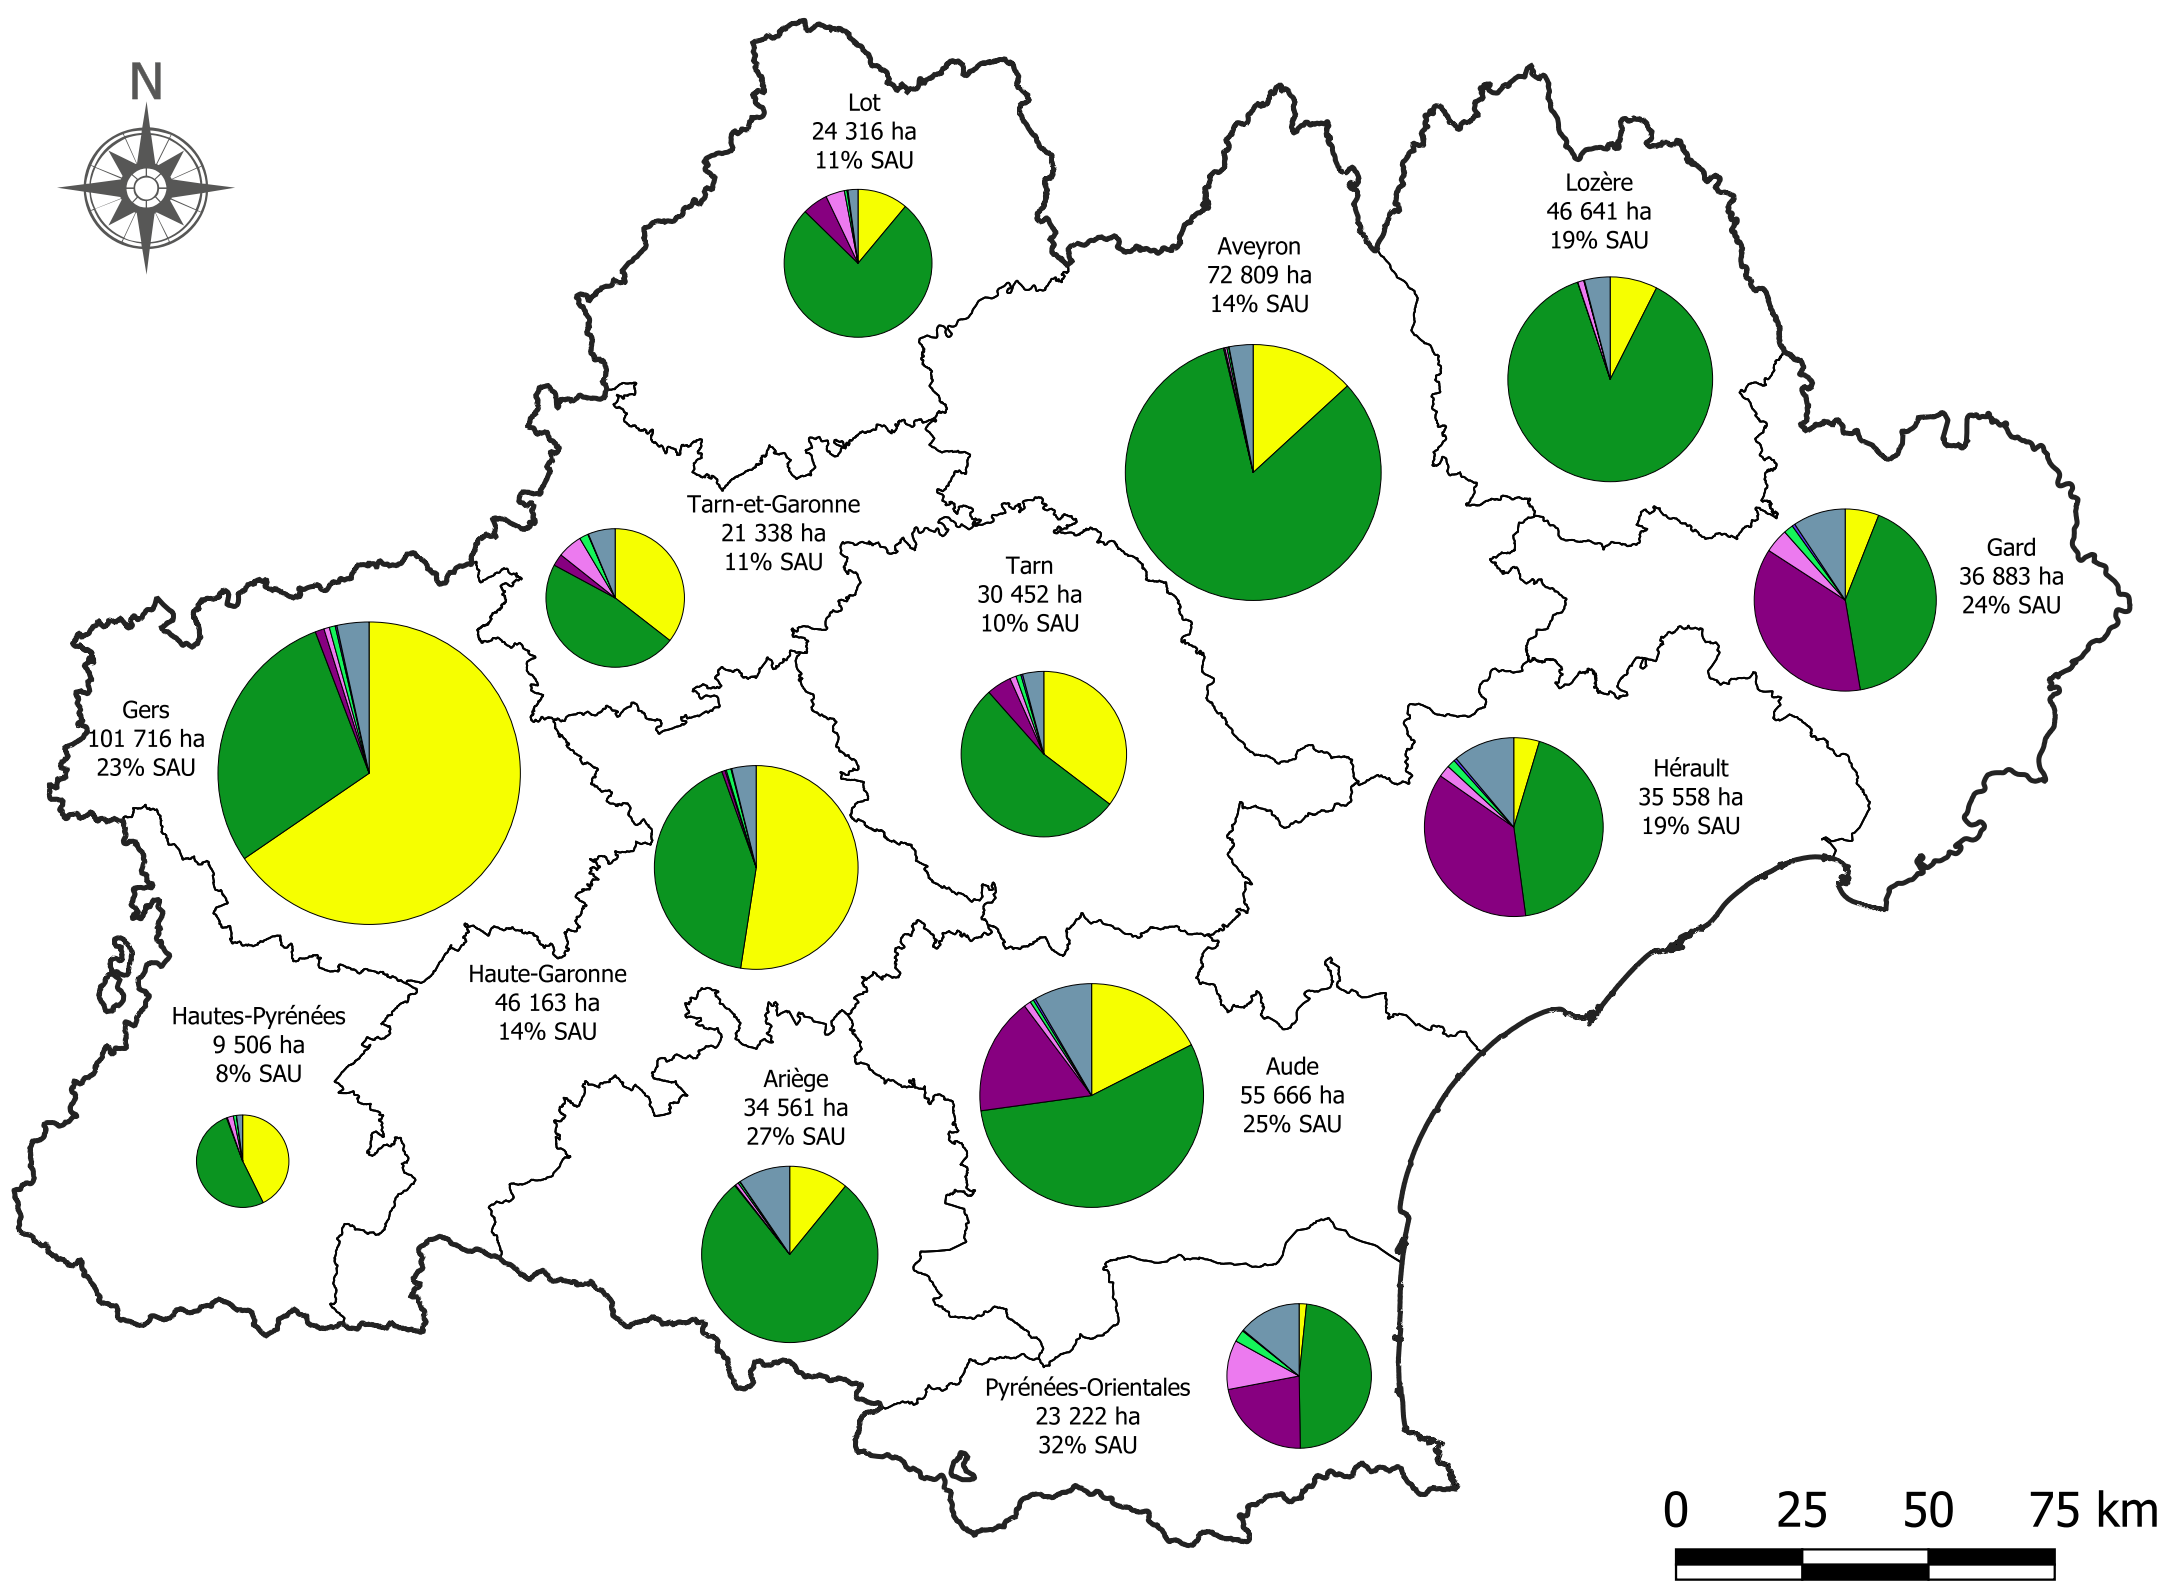 N
Lot
24 316 ha
11% SAU
Lozère
46 641 ha
19% SAU
Aveyron
72 809 ha
14% SAU
Tarn-et-Garonne
21 338 ha
11% SAU
Tarn
30 452 ha
10% SAU
Gard
36 883 ha
24% SAU
Gers
101 716 ha
23% SAU
Hérault
35 558 ha
19% SAU
Haute-Garonne
46 163 ha
14% SAU
Hautes-Pyrénées
9 506 ha
8% SAU
Ariège
34 561 ha
27% SAU
Aude
55 666 ha
25% SAU
Pyrénées-Orientales
23 222 ha
32% SAU
0 25 50 75 km